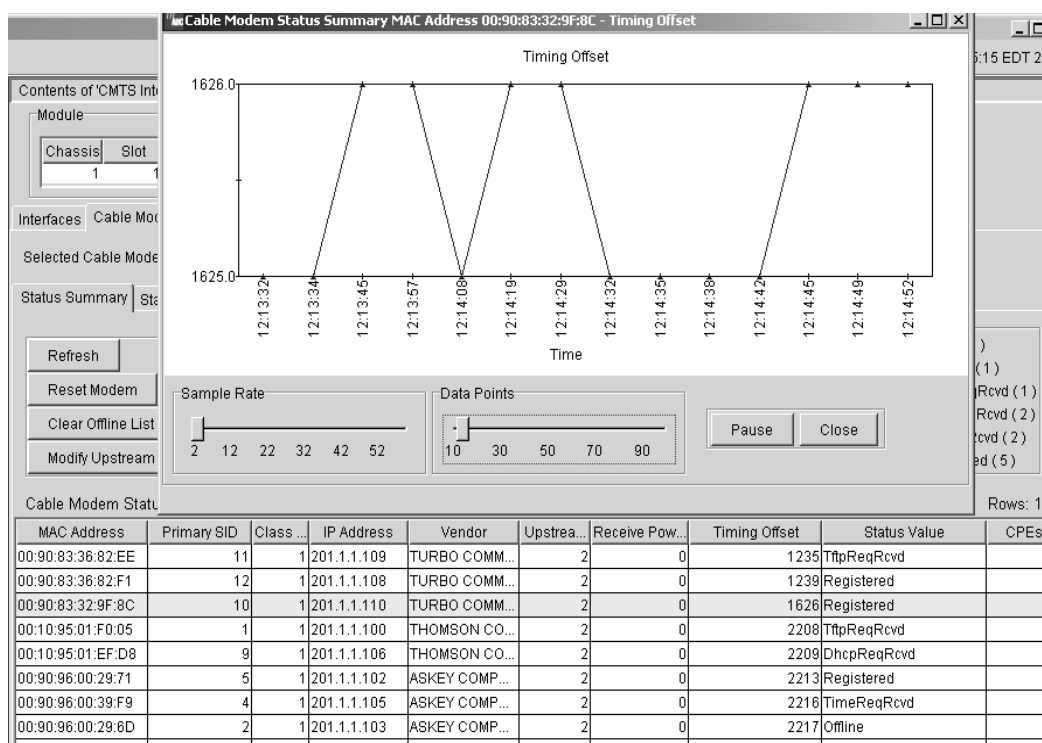 Cable Modem Status Summary MAC Address 00:90:83:32:9F:8C - Timing Offset
5:15 EDT 2
Contents of 'CMTS Int
Module
Chassis Slot
1 1
Interfaces Cable Mod
Selected Cable Mode
Status Summary Sta
Refresh
Reset Modem
Clear Offline List
Modify Upstream
Timing Offset
1626.0
1625.0
12:13:32 12:13:34 12:13:45 12:13:57 12:14:08 12:14:19 12:14:29 12:14:32 12:14:35 12:14:38 12:14:42 12:14:45 12:14:49 12:14:52
Time
Sample Rate
2 12 22 32 42 52
Data Points
10 30 50 70 90
Pause Close
)
(1)
qRcvd (1)
Rcvd (2)
Rcvd (2)
ed (5)
Cable Modem Statu
Rows: 1
MAC Address Primary SID Class ... IP Address Vendor Upstrea... Receive Pow... Timing Offset Status Value CPEs
00:90:83:36:82:EE 11 1 201.1.1.109 TURBO COMM... 2 0 1235 TftpReqRcvd
00:90:83:36:82:F1 12 1 201.1.1.108 TURBO COMM... 2 0 1239 Registered
00:90:83:32:9F:8C 10 1 201.1.1.110 TURBO COMM... 2 0 1626 Registered
00:10:95:01:F0:05 1 1 201.1.1.100 THOMSON CO... 2 0 2208 TftpReqRcvd
00:10:95:01:EF:D8 9 1 201.1.1.106 THOMSON CO... 2 0 2209 DhcpReqRcvd
00:90:96:00:29:71 5 1 201.1.1.102 ASKEY COMP... 2 0 2213 Registered
00:90:96:00:39:F9 4 1 201.1.1.105 ASKEY COMP... 2 0 2216 TimeReqRcvd
00:90:96:00:29:6D 2 1 201.1.1.103 ASKEY COMP... 2 0 2217 Offline